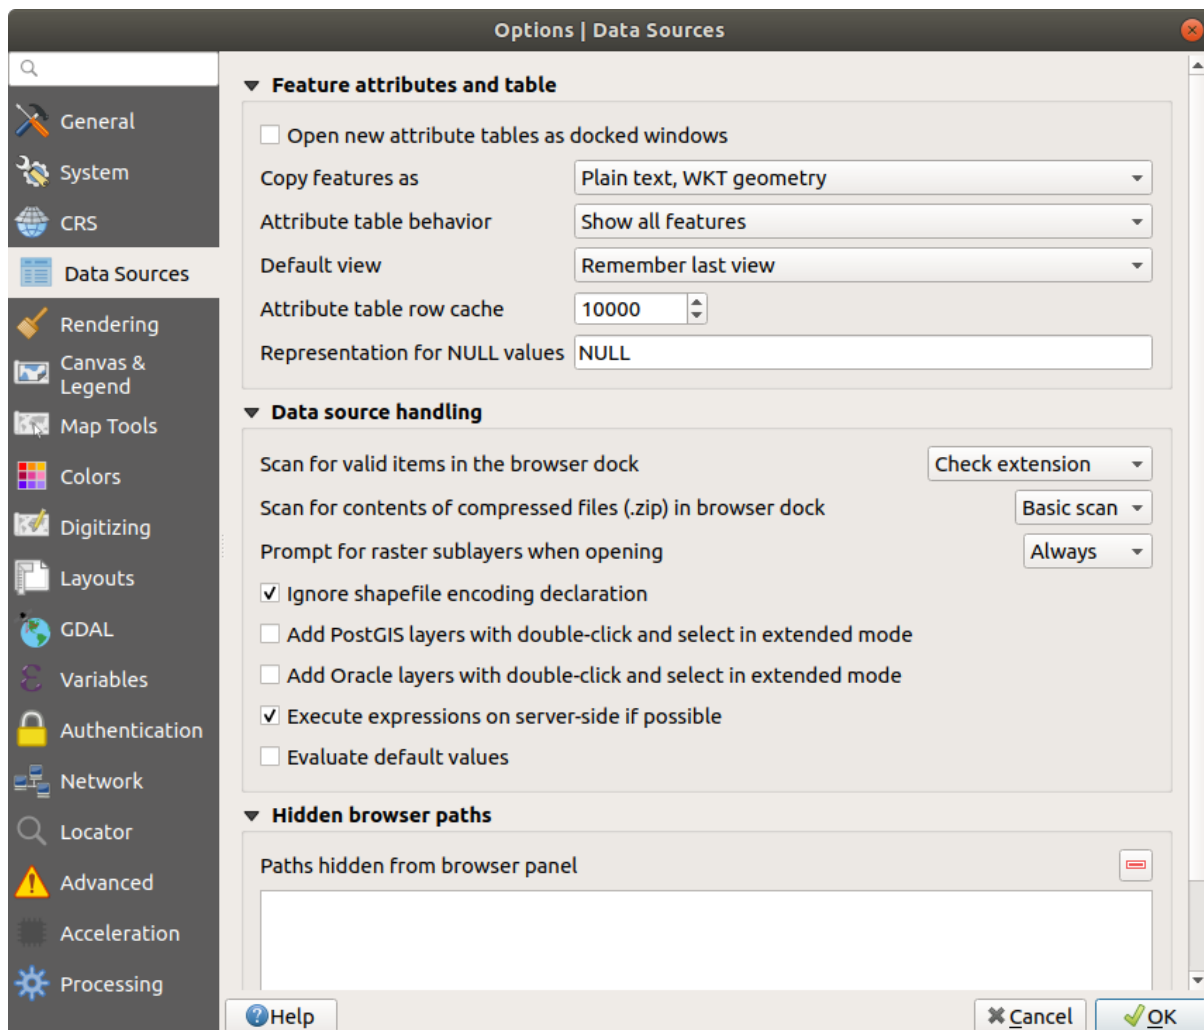 Options | Data Sources
General
System
CRS
Data Sources
Rendering
Canvas &
Legend
Map Tools
Colors
Digitizing
Layouts
GDAL
Variables
Authentication
Network
Locator
Advanced
Acceleration
Processing
Feature attributes and table
Open new attribute tables as docked windows
Copy features as Plain text, WKT geometry
Attribute table behavior Show all features
Default view Remember last view
Attribute table row cache 10000
Representation for NULL values NULL
Data source handling
Scan for valid items in the browser dock Check extension
Scan for contents of compressed files (.zip) in browser dock Basic scan
Prompt for raster sublayers when opening Always
Ignore shapefile encoding declaration
Add PostGIS layers with double-click and select in extended mode
Add Oracle layers with double-click and select in extended mode
Execute expressions on server-side if possible
Evaluate default values
Hidden browser paths
Paths hidden from browser panel
Help Cancel OK